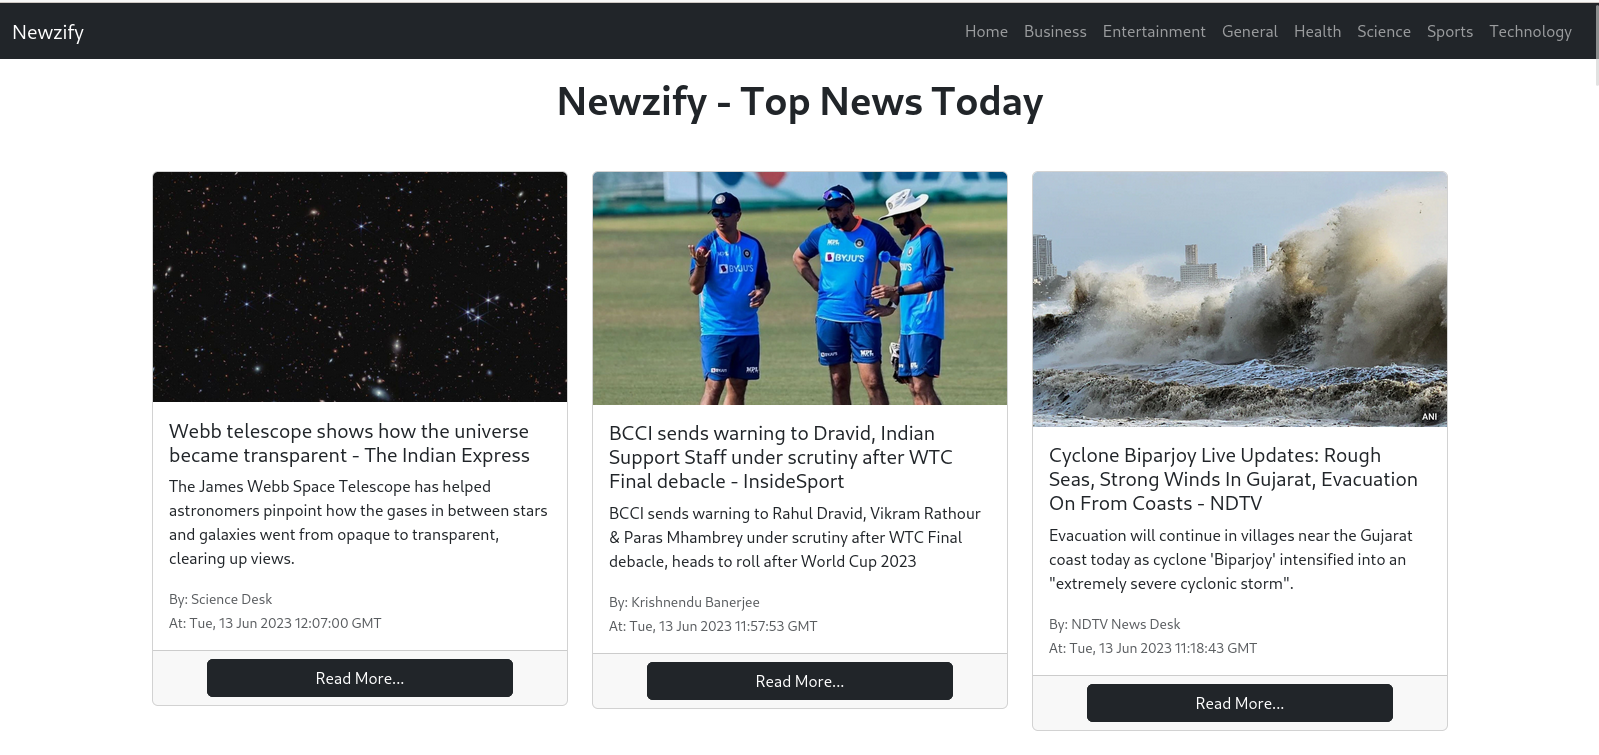 Newzify
Home Business Entertainment General Health Science Sports Technology
Newzify - Top News Today
BYJU'S
MPL
BYJU'S
MPL
BYJU'S
MPL
Webb telescope shows how the universe
became transparent - The Indian Express
The James Webb Space Telescope has helped
astronomers pinpoint how the gases in between stars
and galaxies went from opaque to transparent,
clearing up views.
By: Science Desk
At: Tue, 13 Jun 2023 12:07:00 GMT
Read More...
BCCI sends warning to Dravid, Indian
Support Staff under scrutiny after WTC
Final debacle - InsideSport
BCCI sends warning to Rahul Dravid, Vikram Rathour
& Paras Mhambrey under scrutiny after WTC Final
debacle, heads to roll after World Cup 2023
By: Krishnendu Banerjee
At: Tue, 13 Jun 2023 11:57:53 GMT
Read More...
ANI
Cyclone Biparjoy Live Updates: Rough
Seas, Strong Winds In Gujarat, Evacuation
On From Coasts - NDTV
Evacuation will continue in villages near the Gujarat
coast today as cyclone 'Biparjoy' intensified into an
"extremely severe cyclonic storm".
By: NDTV News Desk
At: Tue, 13 Jun 2023 11:18:43 GMT
Read More...